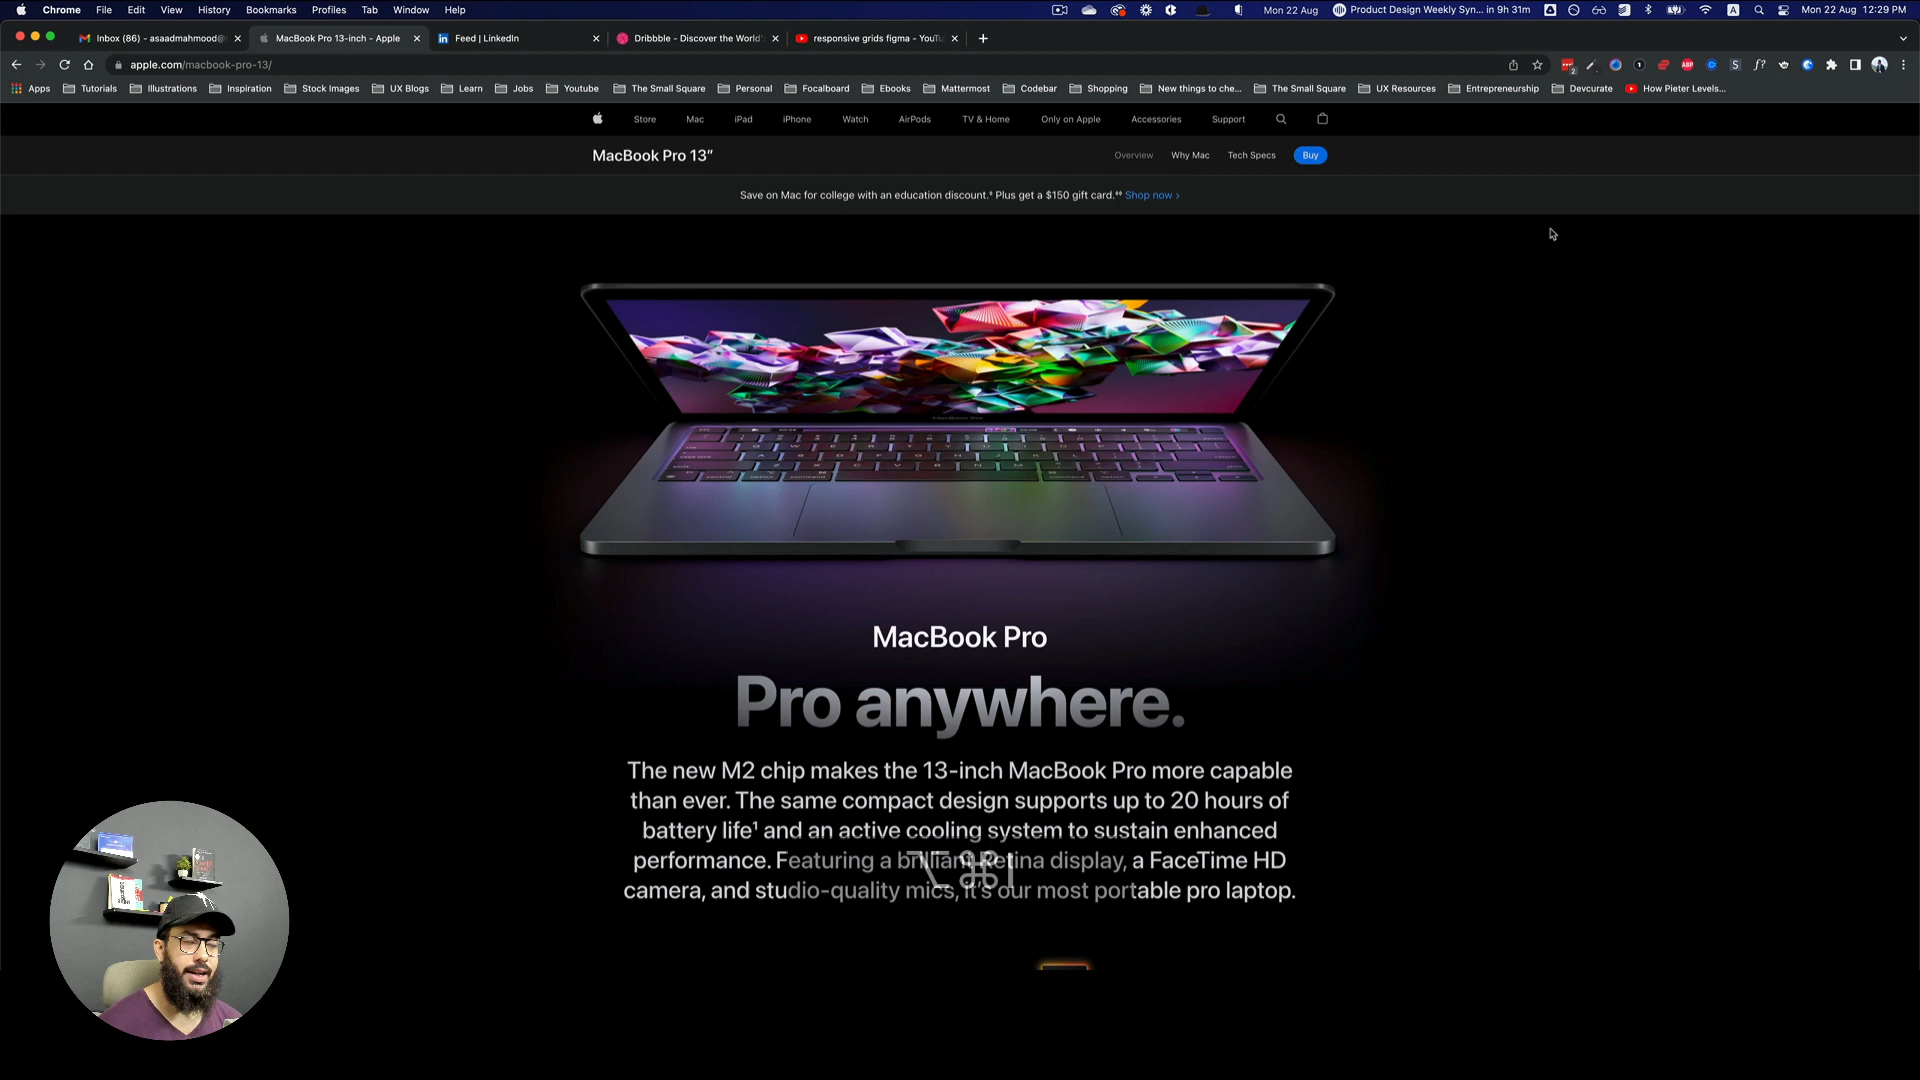 Chrome File Edit View History Bookmarks Profiles Tab Window Help Mon 22 Aug Product Design Weekly Syn... in 9h 31m Mon 22 Aug 12:29 PM
Inbox (86) - asaadmahmood@ MacBook Pro 13-inch - Apple Feed | LinkedIn Dribbble - Discover the World' responsive grids figma - YouTu
apple.com/macbook-pro-13/
Apps Tutorials Illustrations Inspiration Stock Images UX Blogs Learn Jobs Youtube The Small Square Personal Focalboard Ebooks Mattermost Codebar Shopping New things to che... The Small Square UX Resources Entrepreneurship Devcurate How Pieter Levels...
Store Mac iPad iPhone Watch AirPods TV & Home Only on Apple Accessories Support
MacBook Pro 13” Overview Why Mac Tech Specs Buy
Save on Mac for college with an education discount.◊ Plus get a $150 gift card.◊◊ Shop now ›
MacBook Pro
Pro anywhere.
The new M2 chip makes the 13-inch MacBook Pro more capable
than ever. The same compact design supports up to 20 hours of
battery life¹ and an active cooling system to sustain enhanced
performance. Featuring a brilliant Retina display, a FaceTime HD
camera, and studio-quality mics, it’s our most portable pro laptop.
⌥⌘I